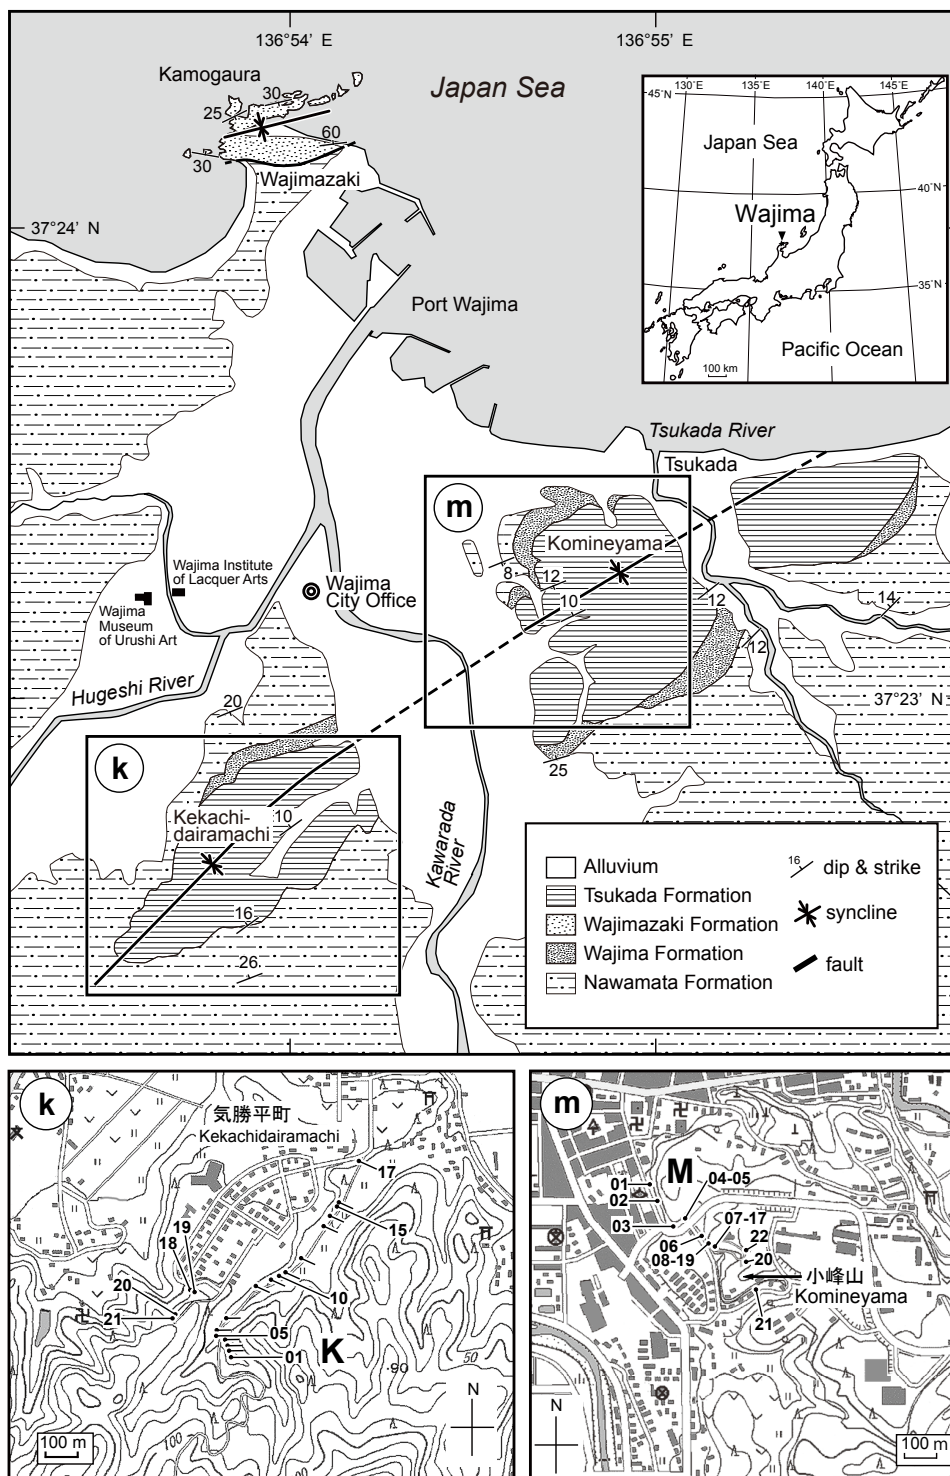 136°54' E
136°55' E
Kamogaura
30
25
60
30
Wajimazaki
Japan Sea
37°24' N
Port Wajima
130°E
135°E
140°E
145°E
45°N
Japan Sea
40°N
Wajima
35°N
Pacific Ocean
100 km
Tsukada River
Tsukada
m
Komineyama
8
12
10
12
14
12
25
37°23' N
Wajima Institute
of Lacquer Arts
Wajima
Museum
of Urushi Art
Wajima
City Office
Hugeshi River
20
k
Kekachi-
dairamachi
10
16
26
Kawarada
River
Alluvium
Tsukada Formation
Wajimazaki Formation
Wajima Formation
Nawamata Formation
16
dip & strike
syncline
fault
k
気勝平町
Kekachidairamachi
17
15
19
18
20
21
10
05
01
K
90
50
100
N
100 m
m
M
01
02
03
04-05
06
07-17
08-19
22
20
小峰山
Komineyama
21
N
100 m